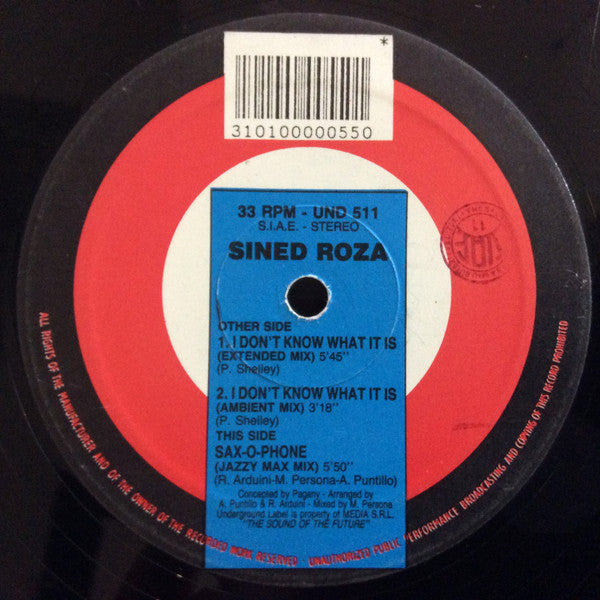 *
310100000550
33 RPM - UND 511
S.I.A.E. - STEREO
SINED ROZA
OTHER SIDE
1. I DON'T KNOW WHAT IT IS
(EXTENDED MIX) 5'45''
(P. Shelley)
2. I DON'T KNOW WHAT IT IS
(AMBIENT MIX) 3'18''
(P. Shelley)
THIS SIDE
SAX-O-PHONE
(JAZZY MAX MIX) 5'50''
(R. Arduini-M. Persona-A. Puntillo)
Concepted by Pagany - Arranged by
A. Puntillo & R. Arduini - Mixed by M. Persona
Underground Label is property of MEDIA S.R.L.
"THE SOUND OF THE FUTURE"
ALL RIGHTS OF THE MANUFACTURER AND OF THE OWNER OF THE RECORDED WORK RESERVED - UNAUTHORIZED PUBLIC PERFORMANCE BROADCASTING AND COPYING OF THIS RECORD PROHIBITED